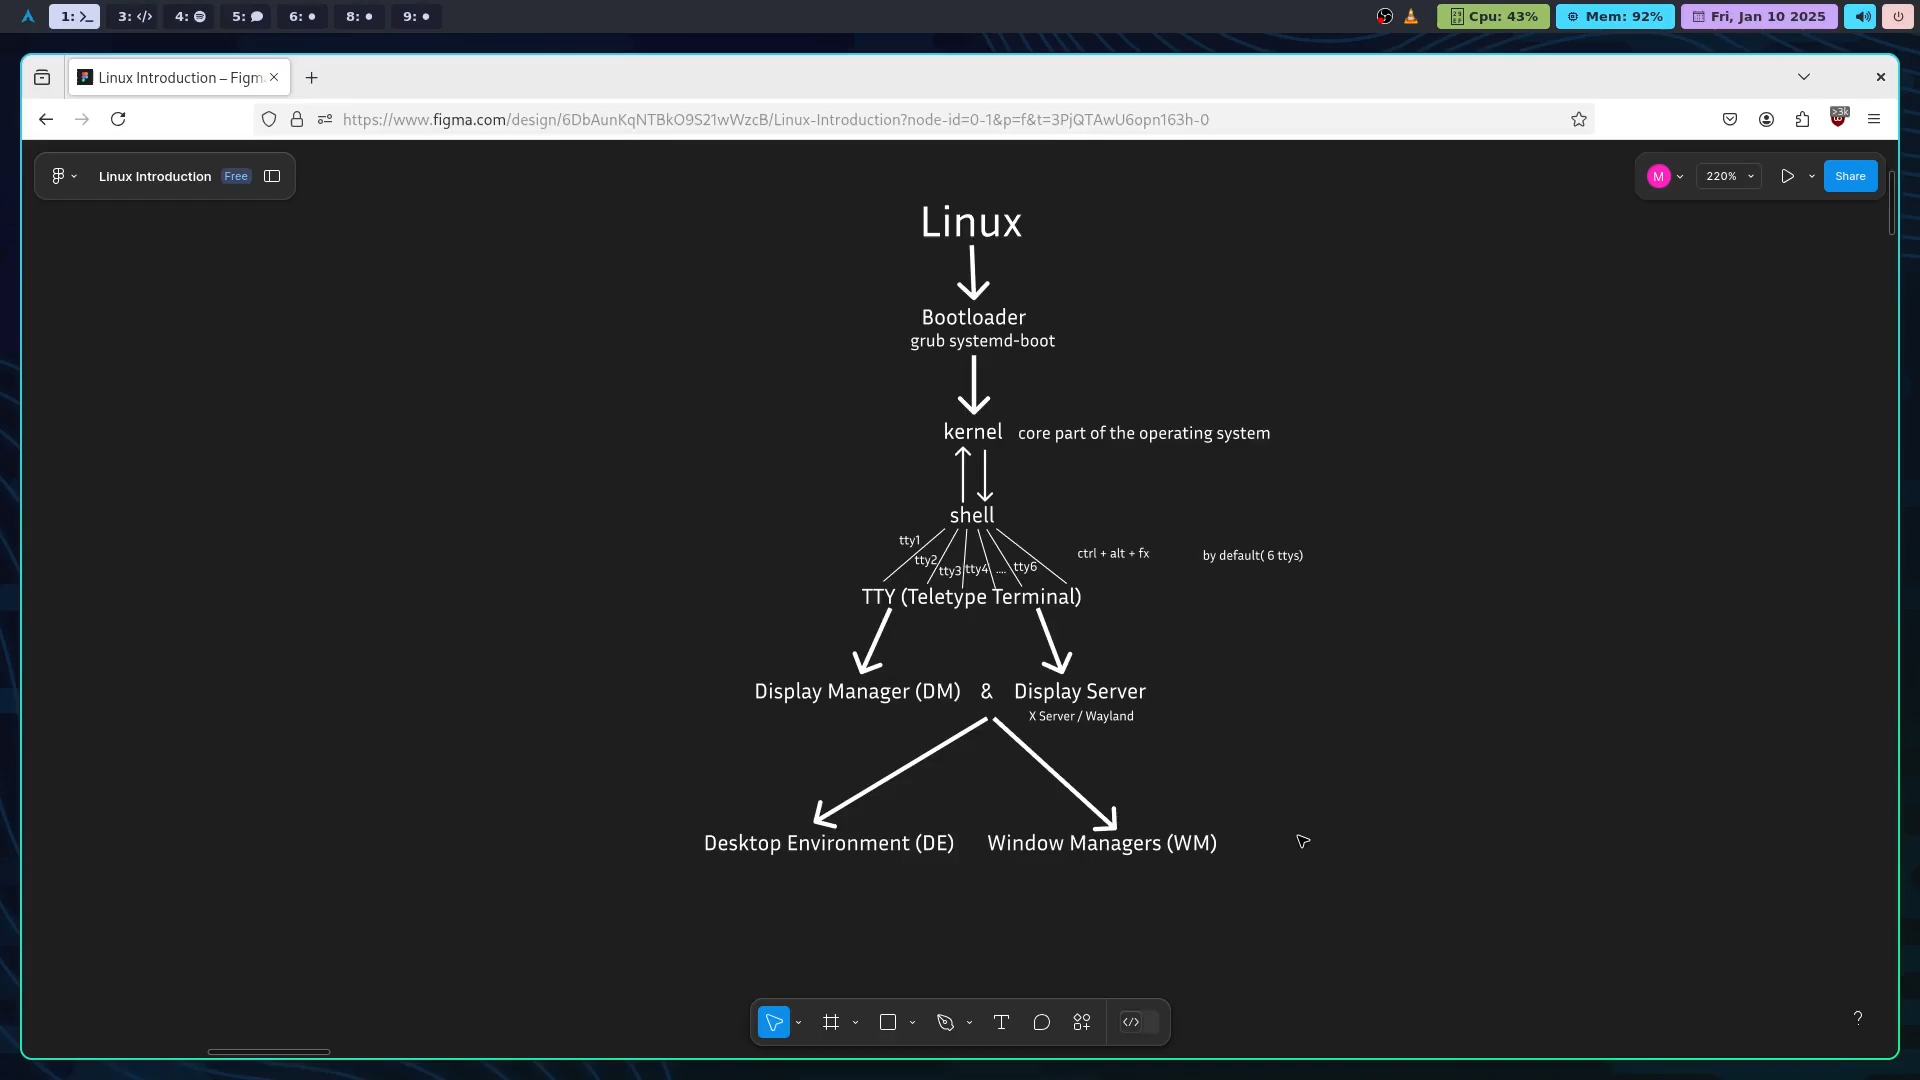 1: 3: 4: 5: 6: 8: 9: Cpu: 43% Mem: 92% Fri, Jan 10 2025
Linux Introduction – Figm
https://www.figma.com/design/6DbAunKqNTBkO9S21wWzcB/Linux-Introduction?node-id=0-1&p=f&t=3PjQTAwU6opn163h-0
>3k
Linux Introduction Free
M 220% Share
Linux
Bootloader
grub systemd-boot
kernel core part of the operating system
shell
tty1 tty2 tty3 tty4 .... tty6
ctrl + alt + fx by default( 6 ttys)
TTY (Teletype Terminal)
Display Manager (DM) & Display Server
X Server / Wayland
Desktop Environment (DE) Window Managers (WM)
?